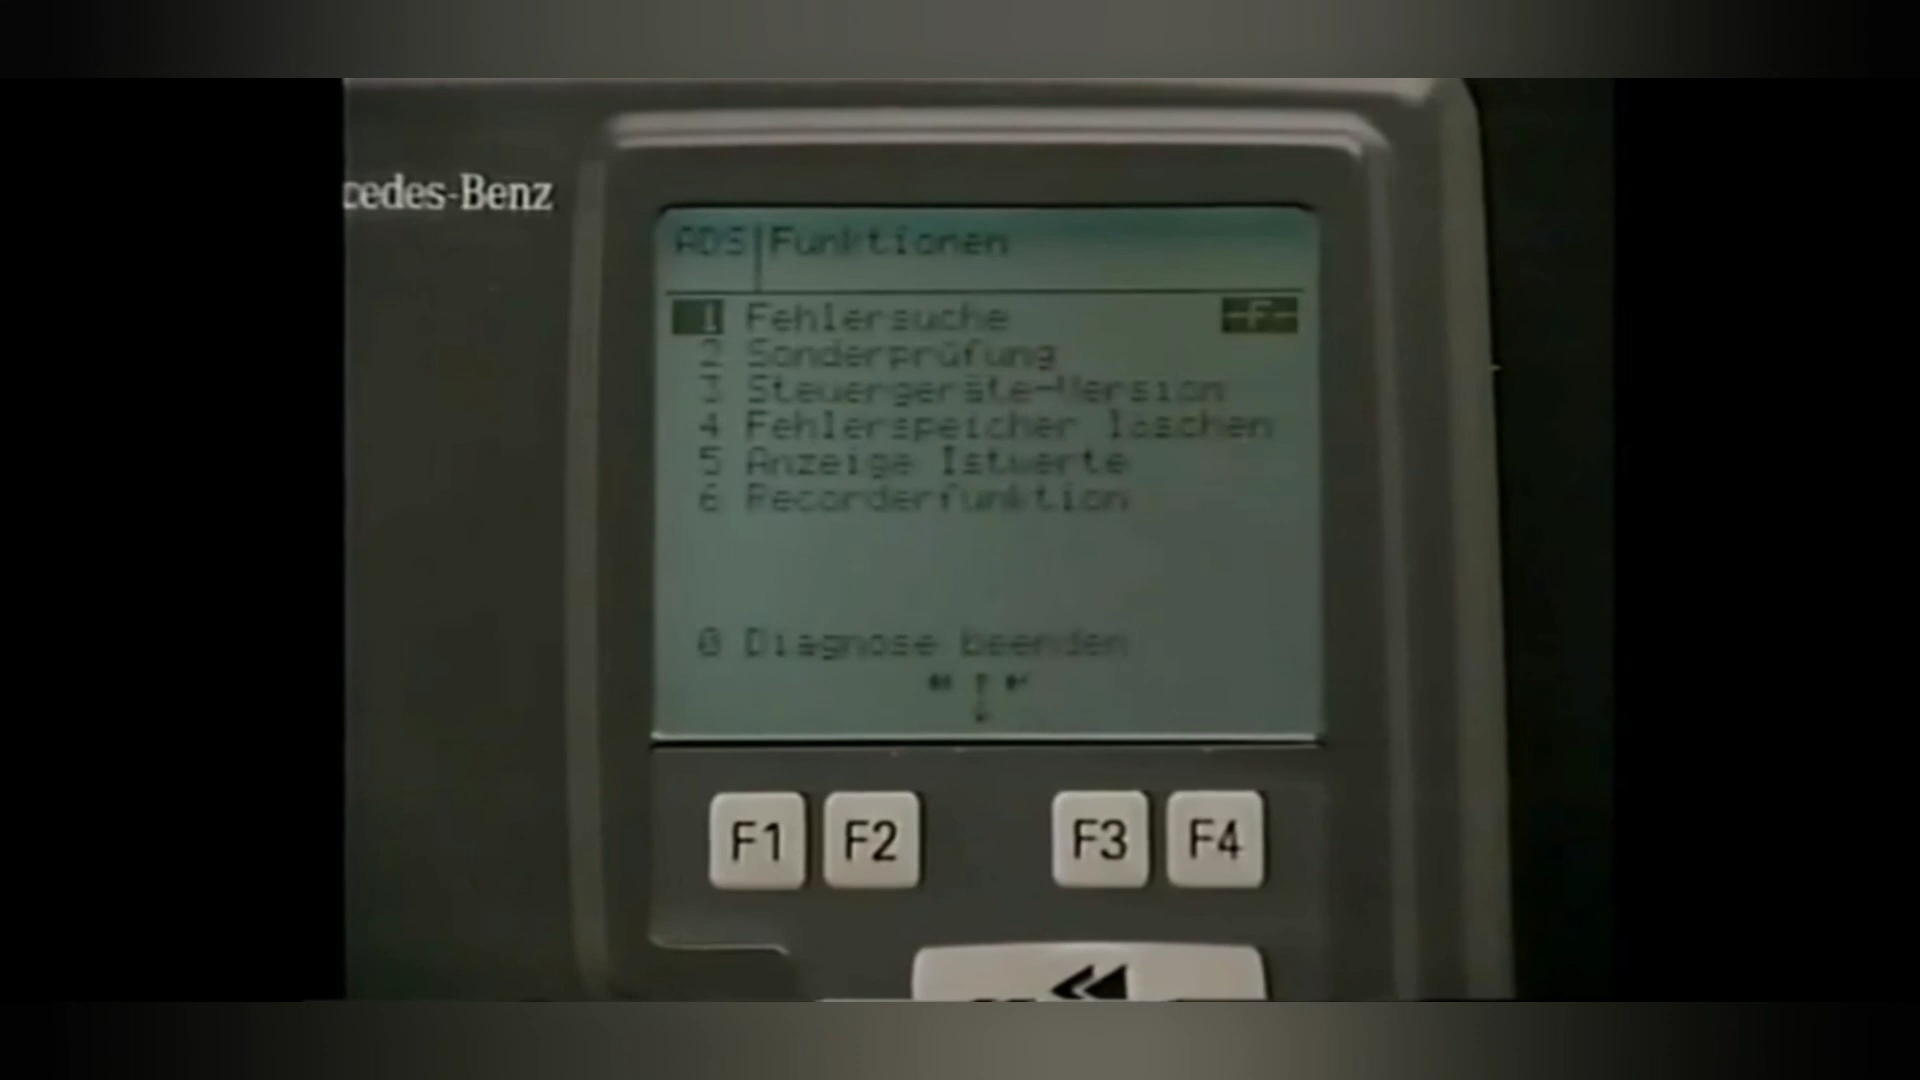 cedes-Benz
ADS Funktionen
1 Fehlersuche -F-
2 Sonderprüfung
3 Steuergeräte-Version
4 Fehlerspeicher löschen
5 Anzeige Istwerte
6 Recorderfunktion
0 Diagnose beenden
F1 F2 F3 F4